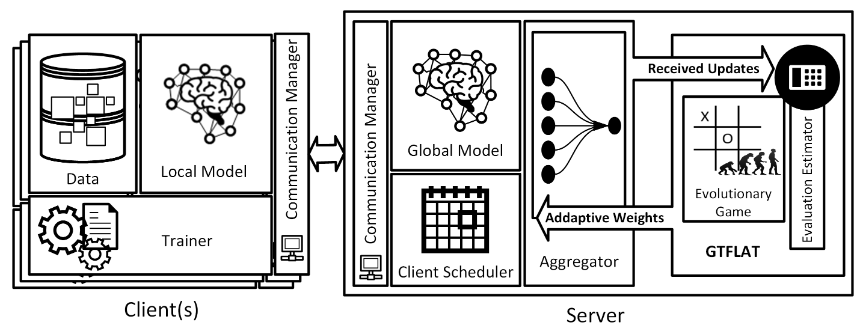 Data
Local Model
Trainer
Communication Manager
Client(s)
Communication Manager
Global Model
Client Scheduler
Aggregator
Received Updates
Addaptive Weights
X
O
Evolutionary
Game
Evaluation Estimator
GTFLAT
Server